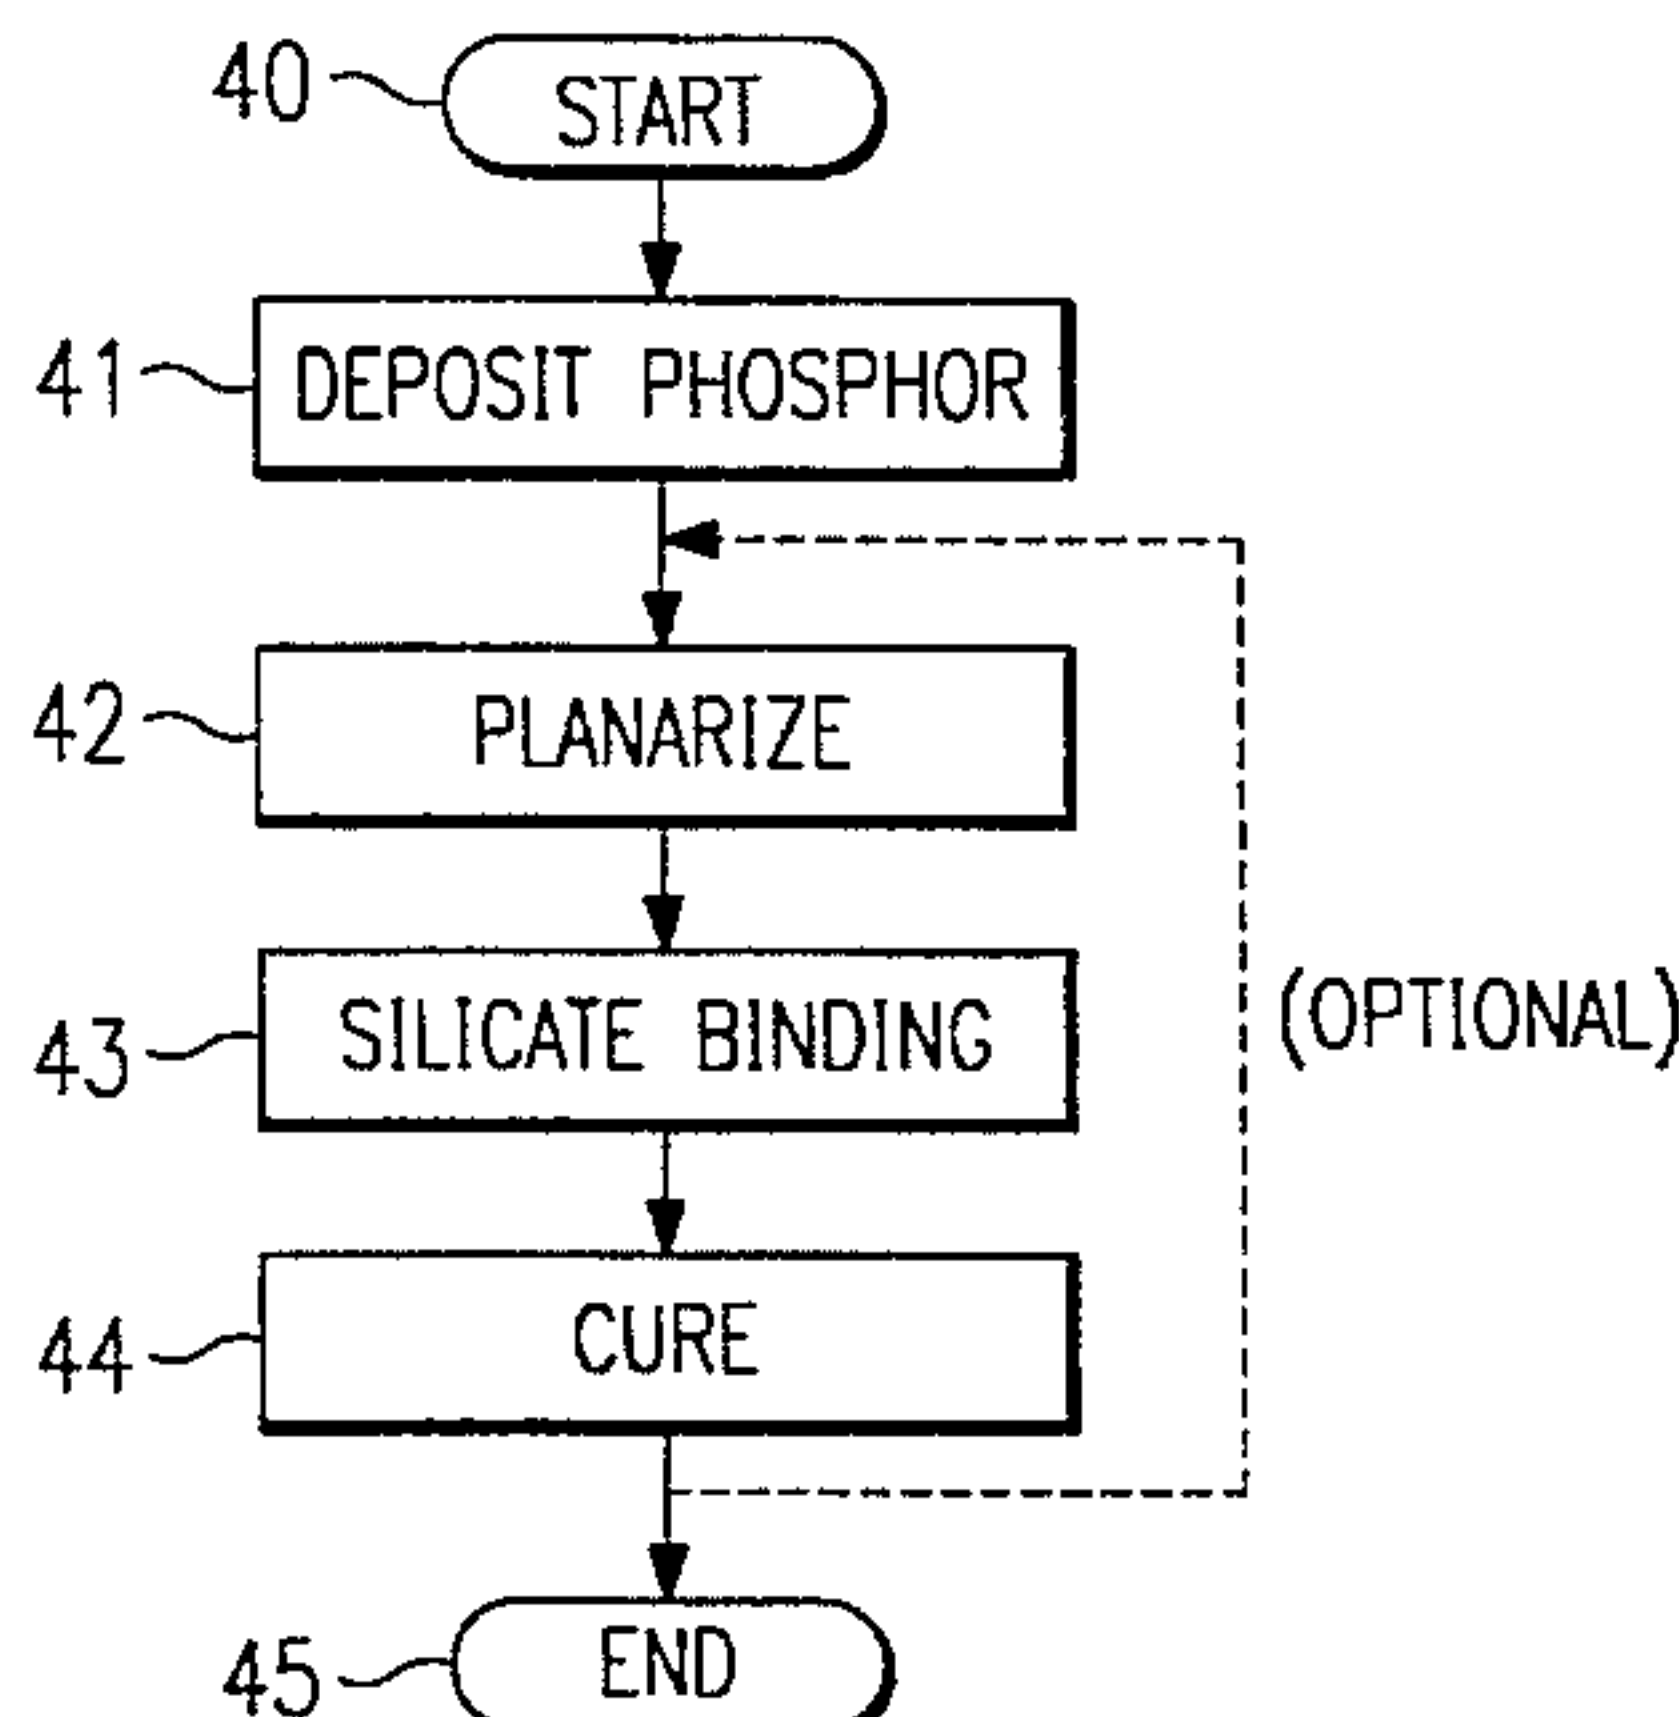 40 START
41 DEPOSIT PHOSPHOR
42 PLANARIZE
43 SILICATE BINDING
(OPTIONAL)
44 CURE
45 END